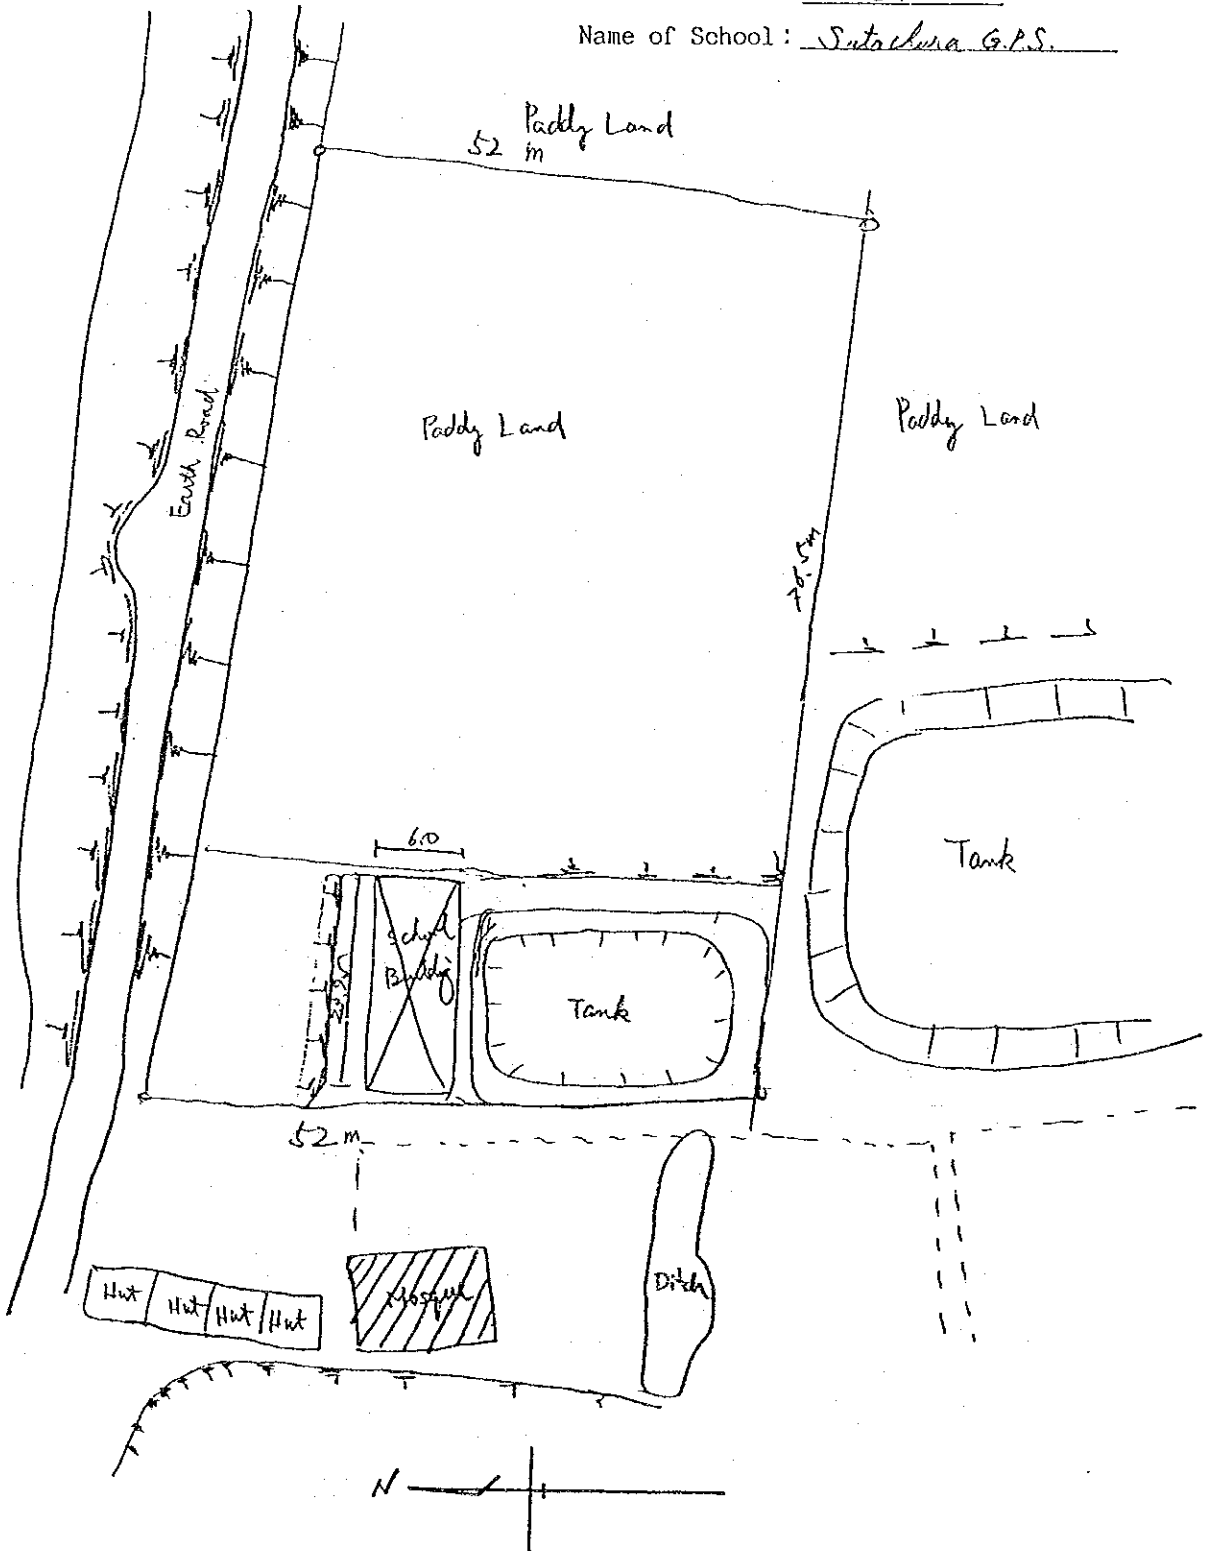 Name of School: Sutachura G.P.S.
Paddy Land
52 m
Earth Road
Paddy Land
Paddy Land
76.5m
6.0
School
Building
Tank
Tank
52 m
Hut
Hut
Hut
Hut
Mosque
Ditch
N